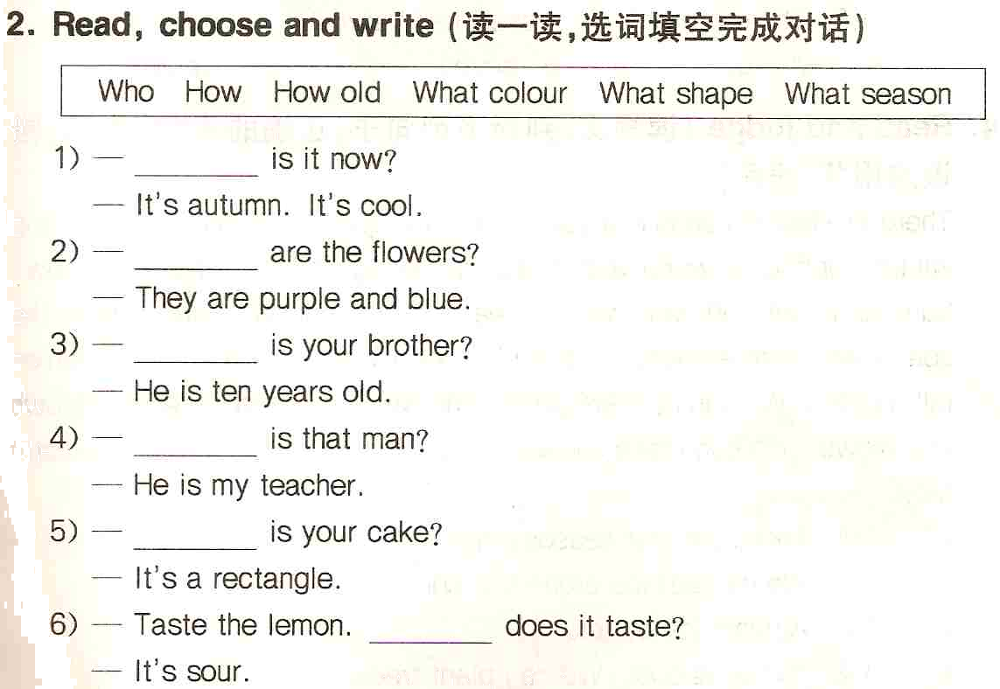 2. Read, choose and write (读一读,选词填空完成对话)
Who How How old What colour What shape What season
1) — ________ is it now?
— It's autumn. It's cool.
2) — ________ are the flowers?
— They are purple and blue.
3) — ________ is your brother?
— He is ten years old.
4) — ________ is that man?
— He is my teacher.
5) — ________ is your cake?
— It's a rectangle.
6) — Taste the lemon. ________ does it taste?
— It's sour.